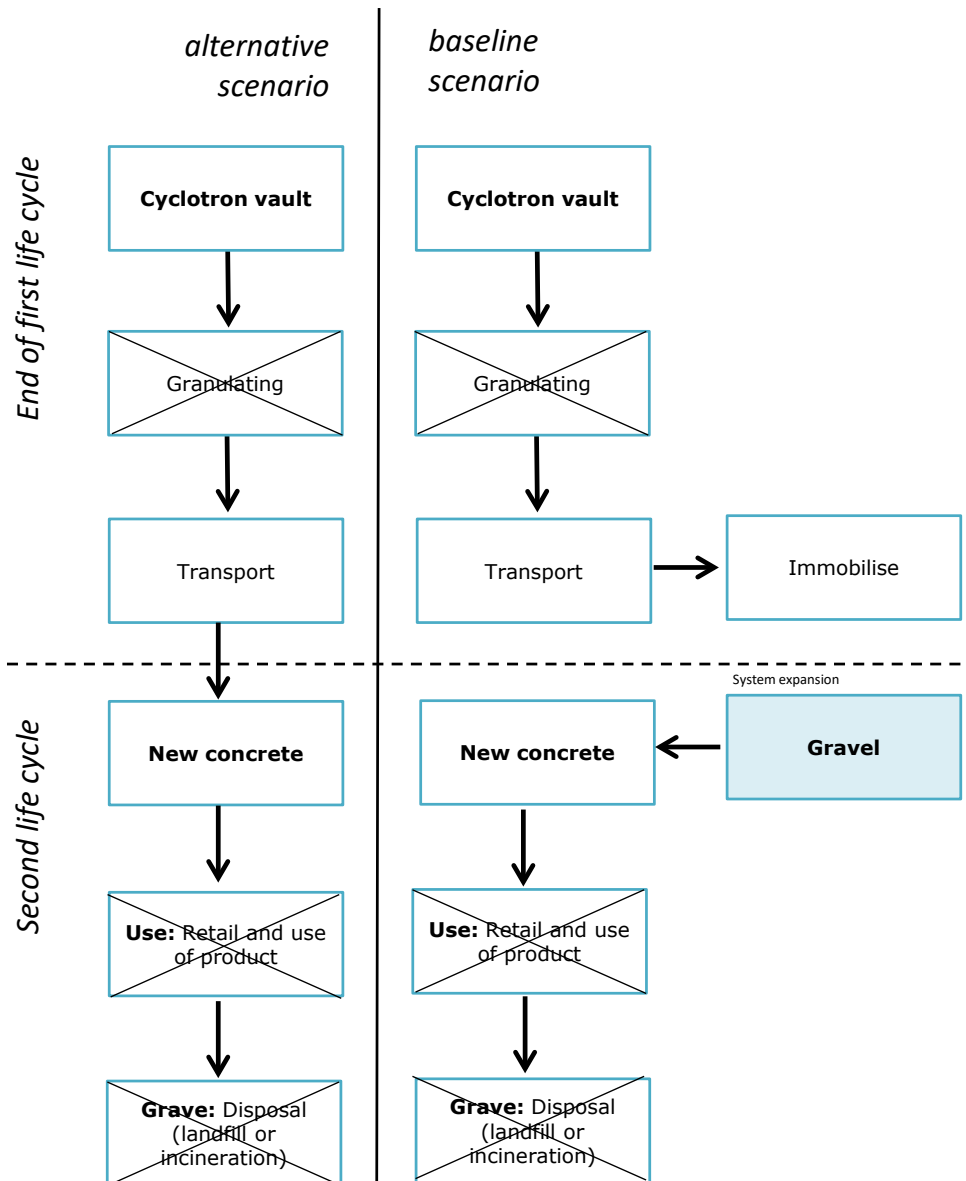 alternative
scenario
baseline
scenario
End of first life cycle
Cyclotron vault
Cyclotron vault
Granulating
Granulating
Transport
Transport
Immobilise
Second life cycle
System expansion
New concrete
New concrete
Gravel
Use: Retail and use
of product
Use: Retail and use
of product
Grave: Disposal
(landfill or
incineration)
Grave: Disposal
(landfill or
incineration)